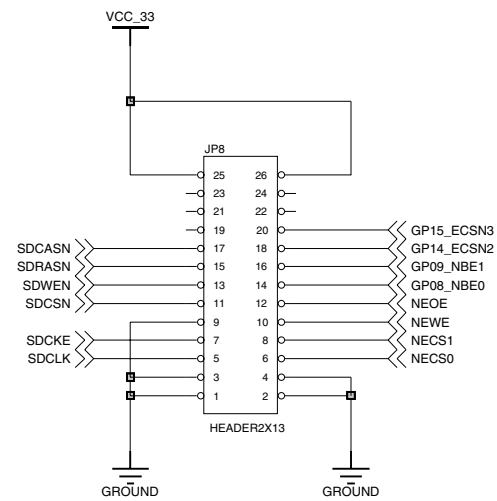 VCC_33
JP8
25 26
23 24
21 22
19 20 GP15_ECSN3
SDCASN 17 18 GP14_ECSN2
SDRASN 15 16 GP09_NBE1
SDWEN 13 14 GP08_NBE0
SDCSN 11 12 NEOE
9 10 NEWE
SDCKE 7 8 NECS1
SDCLK 5 6 NECS0
3 4
1 2
HEADER2X13
GROUND GROUND